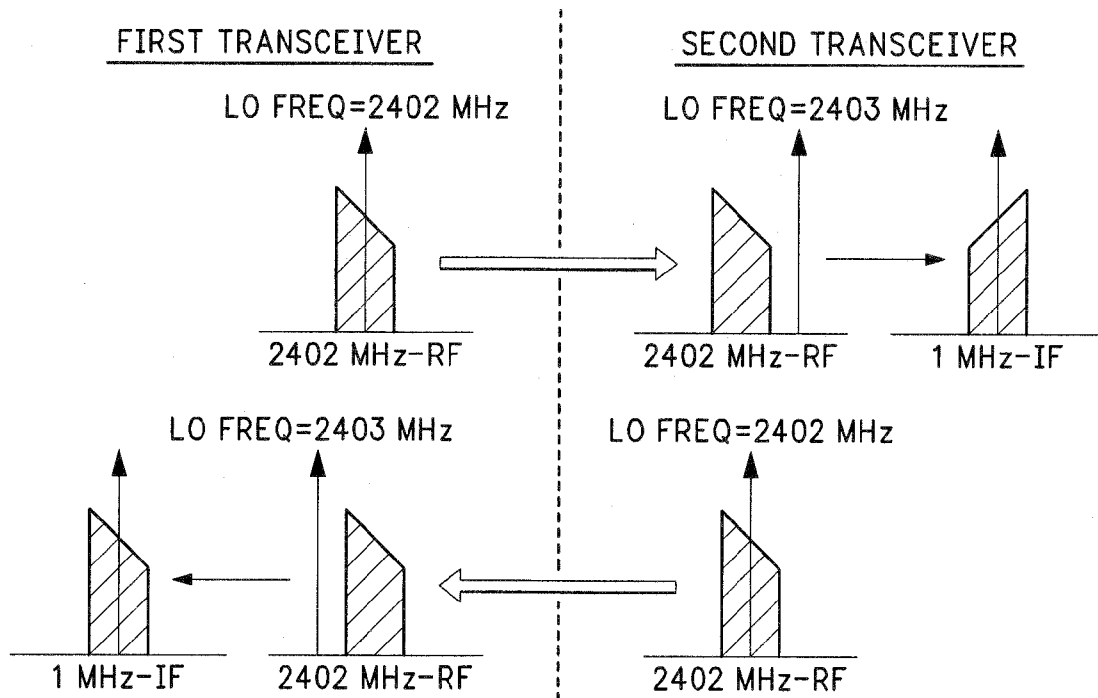 FIRST TRANSCEIVER
SECOND TRANSCEIVER
LO FREQ=2402 MHz
LO FREQ=2403 MHz
2402 MHz-RF
2402 MHz-RF
1 MHz-IF
LO FREQ=2403 MHz
LO FREQ=2402 MHz
1 MHz-IF
2402 MHz-RF
2402 MHz-RF